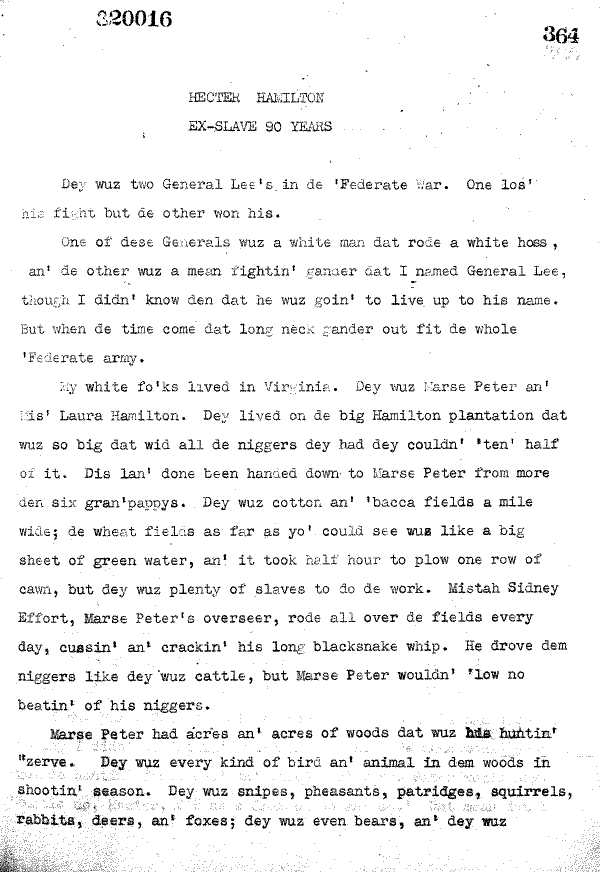 320016
364
HECTER HAMILTON
EX-SLAVE 90 YEARS
Dey wuz two General Lee's in de 'Federate War. One los'
his fight but de other won his.
One of dese Generals wuz a white man dat rode a white hoss,
an' de other wuz a mean fightin' gander dat I named General Lee,
though I didn' know den dat he wuz goin' to live up to his name.
But when de time come dat long neck gander out fit de whole
'Federate army.
My white fo'ks lived in Virginia. Dey wuz Marse Peter an'
Mis' Laura Hamilton. Dey lived on de big Hamilton plantation dat
wuz so big dat wid all de niggers dey had dey couldn' 'ten' half
of it. Dis lan' done been handed down to Marse Peter from more
den six gran'pappys. Dey wuz cotton an' 'bacca fields a mile
wide; de wheat fields as far as yo' could see wus like a big
sheet of green water, an' it took half hour to plow one row of
cawn, but dey wuz plenty of slaves to do de work. Mistah Sidney
Effort, Marse Peter's overseer, rode all over de fields every
day, cussin' an' crackin' his long blacksnake whip. He drove dem
niggers like dey wuz cattle, but Marse Peter wouldn' 'low no
beatin' of his niggers.
Marse Peter had acres an' acres of woods dat wuz his huntin'
"zerve. Dey wuz every kind of bird an' animal in dem woods in
shootin' season. Dey wuz snipes, pheasants, patridges, squirrels,
rabbits, deers, an' foxes; dey wuz even bears, an' dey wuz